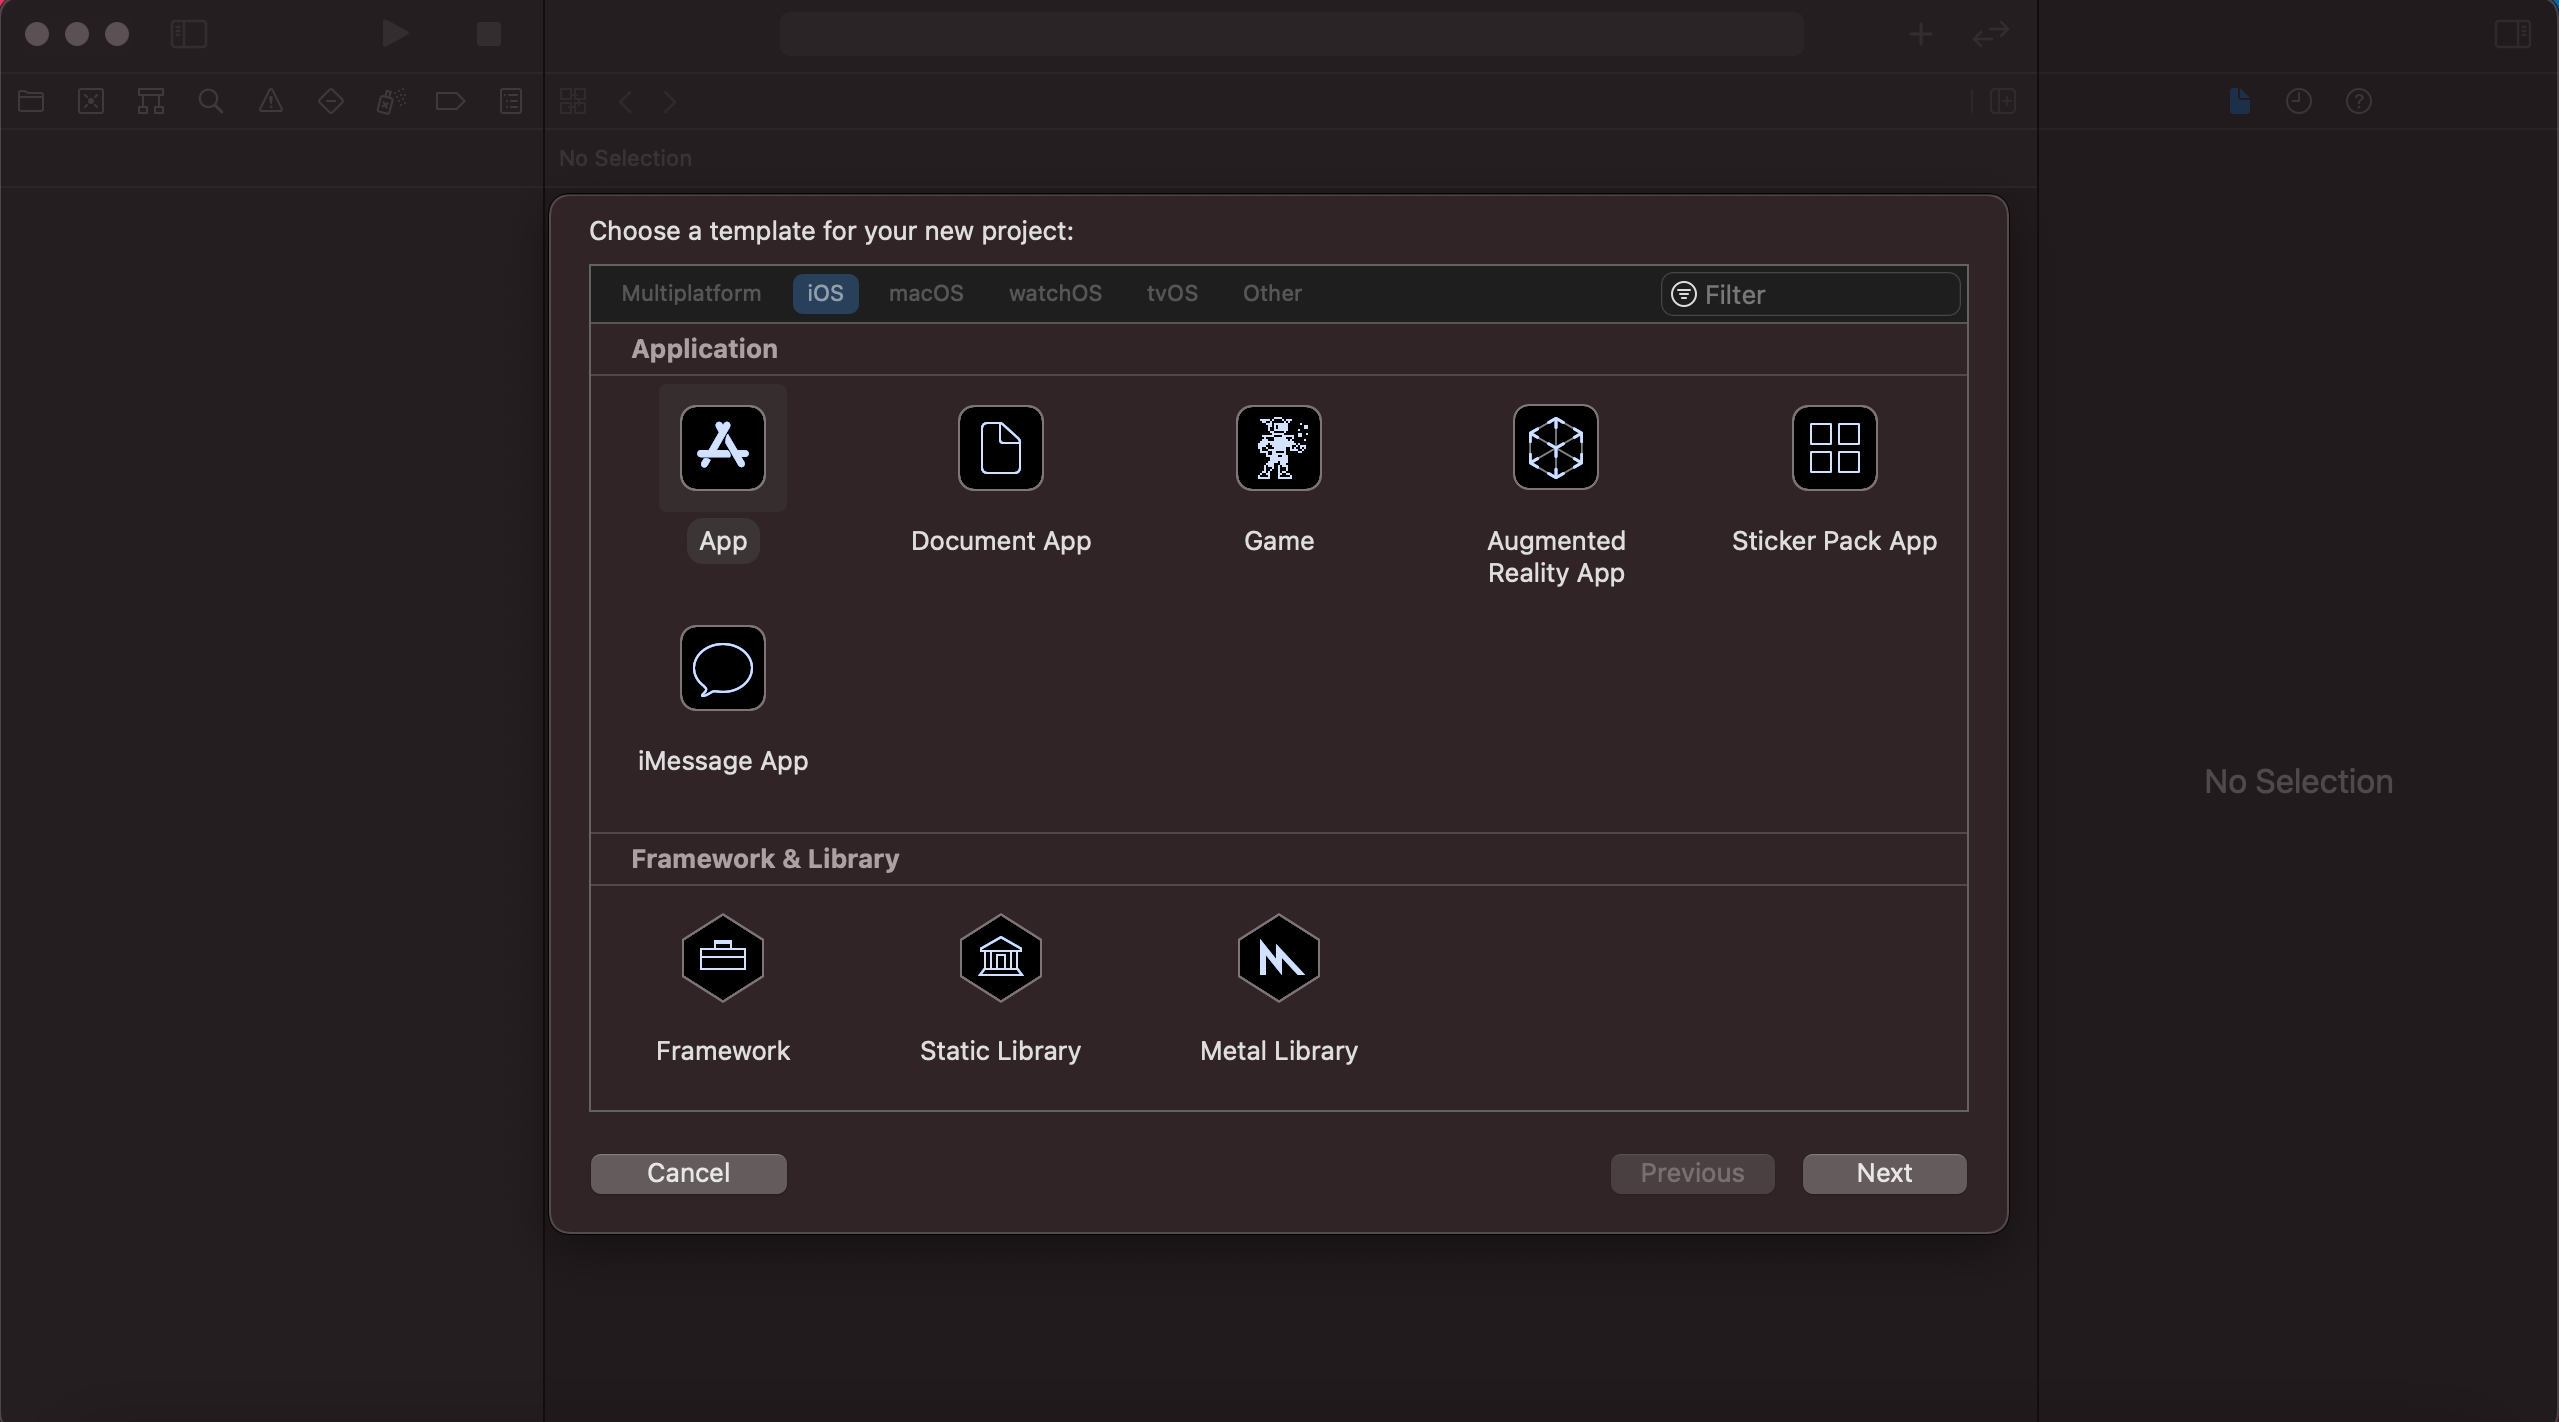 No Selection
Choose a template for your new project:
Multiplatform iOS macOS watchOS tvOS Other Filter
Application
App Document App Game Augmented Reality App Sticker Pack App
iMessage App
No Selection
Framework & Library
Framework Static Library Metal Library
Cancel Previous Next